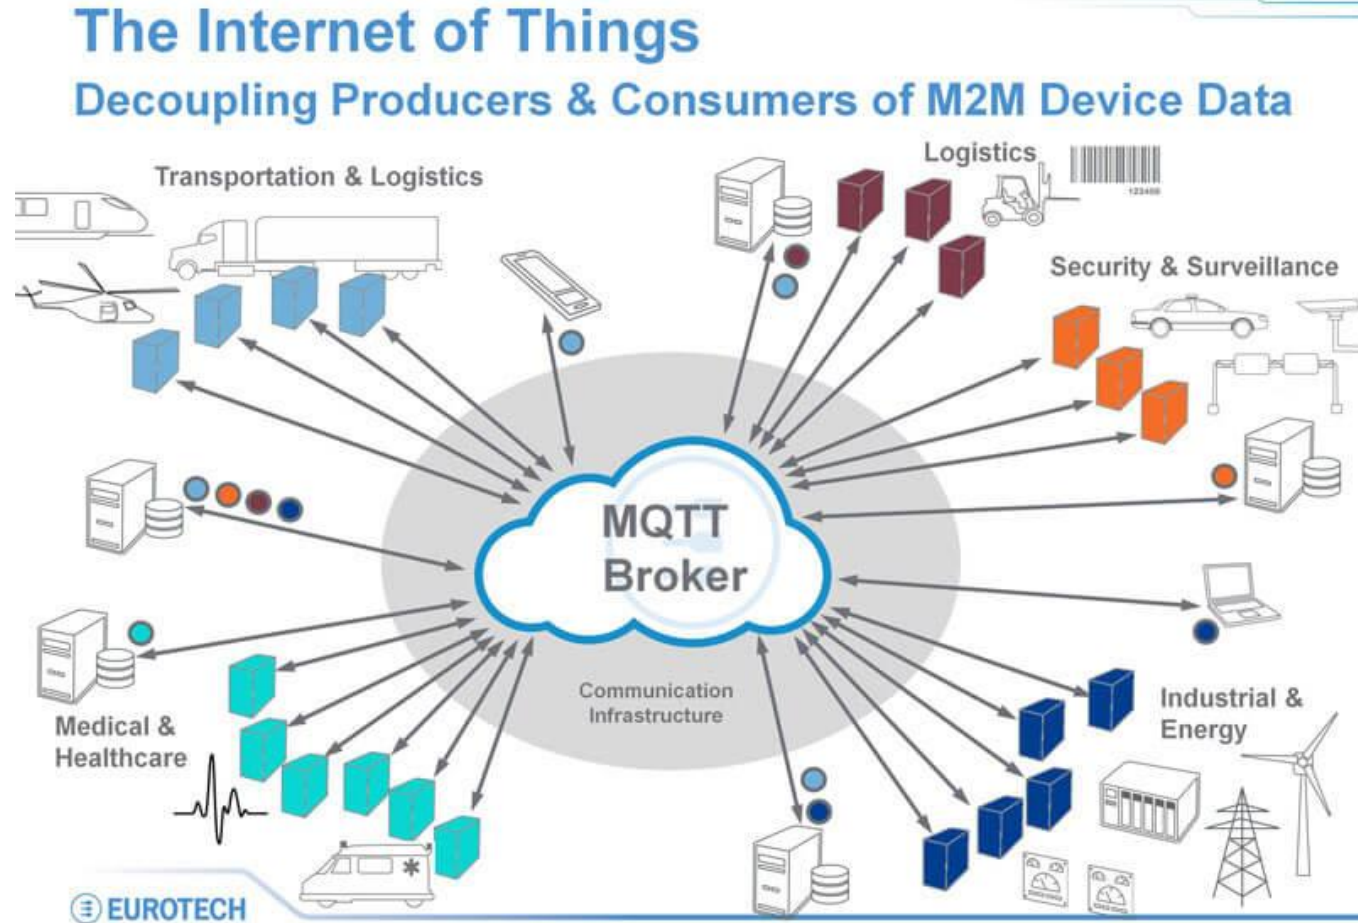 The Internet of Things
Decoupling Producers & Consumers of M2M Device Data
Transportation & Logistics
Logistics
123400
Security & Surveillance
MQTT
Broker
Communication
Infrastructure
Medical &
Healthcare
Industrial &
Energy
EUROTECH